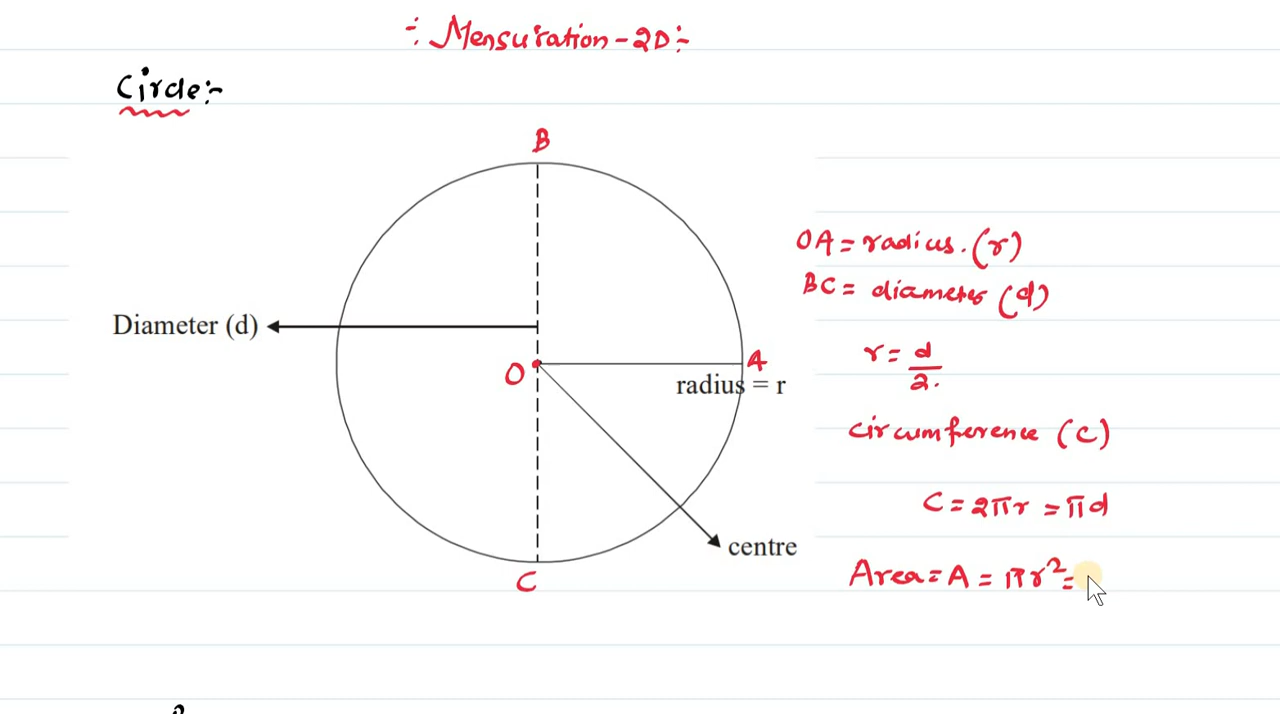 ÷ Mensuration-2D :-
Circle:-
B
OA = radius. (r)
BC = diameter (d)
Diameter (d)
r = d/2.
O
A
radius = r
circumference (c)
C = 2πr = πd
centre
Area = A = πr² =
C